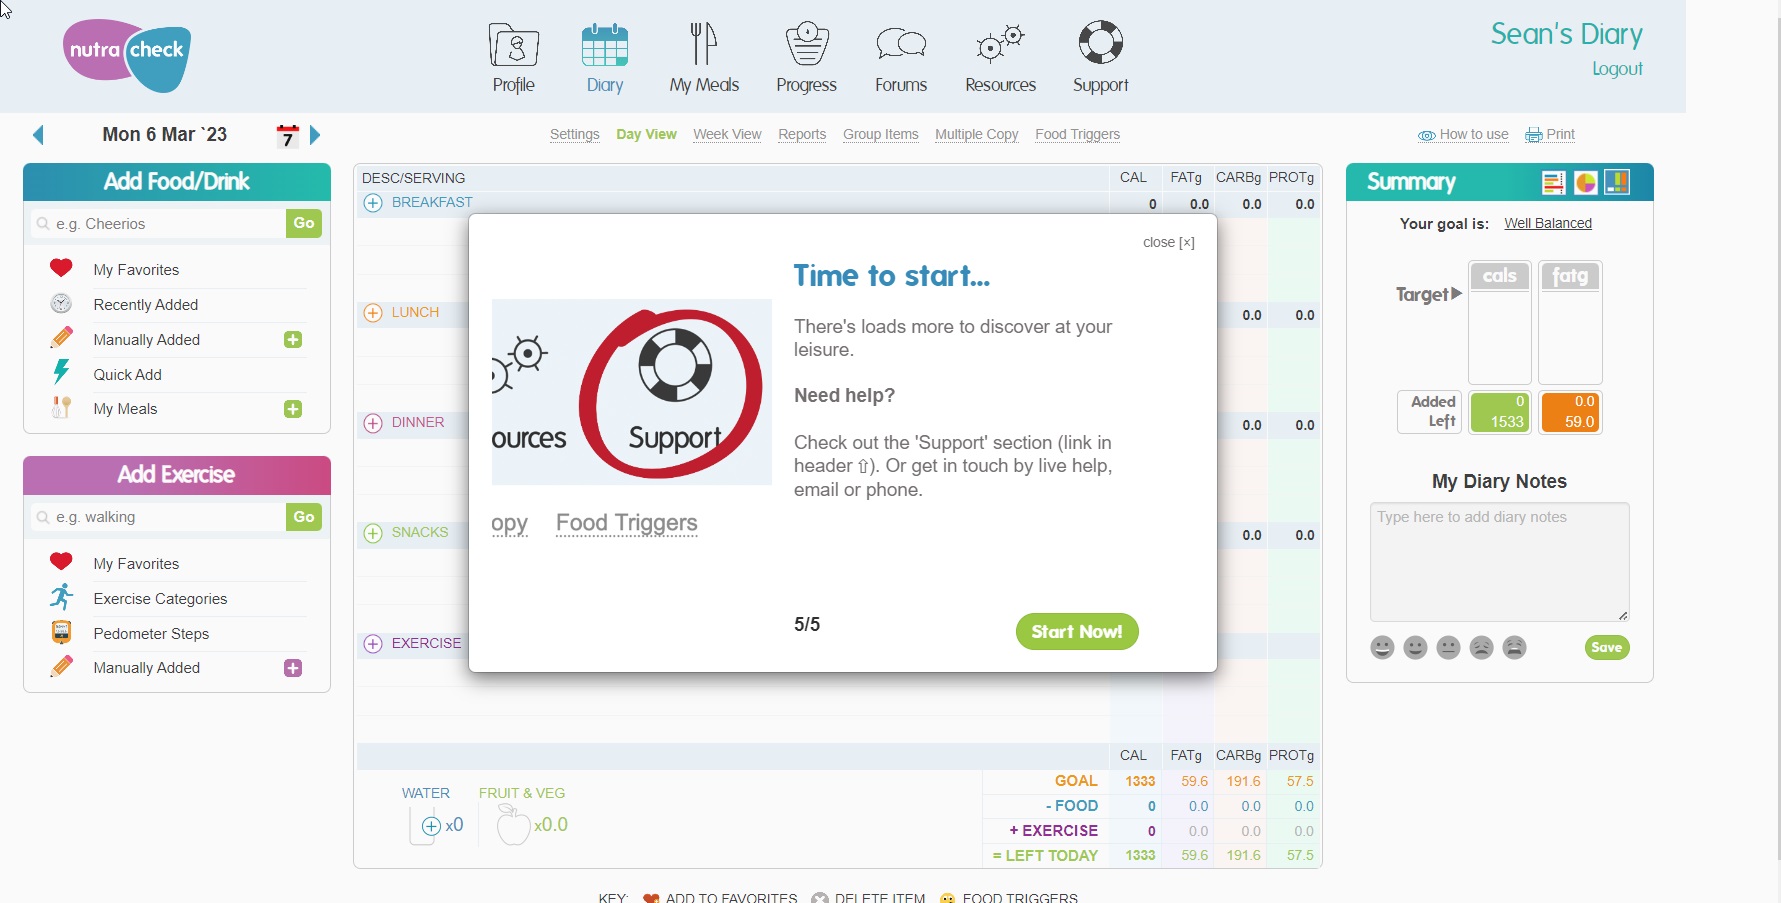 nutra check
Profile
Diary
My Meals
Progress
Forums
Resources
Support
Sean's Diary
Logout
Mon 6 Mar `23
7
Settings
Day View
Week View
Reports
Group Items
Multiple Copy
Food Triggers
How to use
Print
Add Food/Drink
e.g. Cheerios
Go
My Favorites
Recently Added
Manually Added
Quick Add
My Meals
Add Exercise
e.g. walking
Go
My Favorites
Exercise Categories
Pedometer Steps
Manually Added
DESC/SERVING CAL FATg CARBg PROTg
BREAKFAST 0 0.0 0.0 0.0
LUNCH 0.0 0.0
DINNER 0.0 0.0
SNACKS 0.0 0.0
EXERCISE
close [×]
Time to start...
There's loads more to discover at your
leisure.
Need help?
Check out the 'Support' section (link in
header ⇧). Or get in touch by live help,
email or phone.
ources Support
opy Food Triggers
5/5
Start Now!
CAL FATg CARBg PROTg
GOAL 1333 59.6 191.6 57.5
- FOOD 0 0.0 0.0 0.0
+ EXERCISE 0 0.0 0.0 0.0
= LEFT TODAY 1333 59.6 191.6 57.5
WATER
x0
FRUIT & VEG
x0.0
KEY: ADD TO FAVORITES DELETE ITEM FOOD TRIGGERS
Summary
Your goal is: Well Balanced
cals fatg
Target
Added 0 0.0
Left 1533 59.0
My Diary Notes
Type here to add diary notes
Save